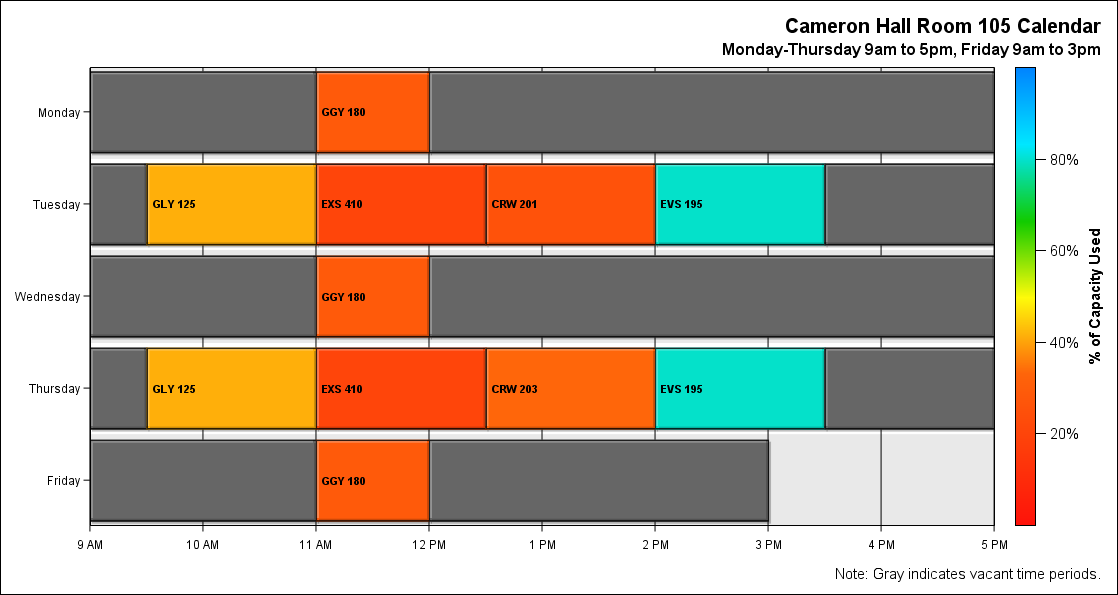 Cameron Hall Room 105 Calendar
Monday-Thursday 9am to 5pm, Friday 9am to 3pm
Monday
GGY 180
Tuesday
GLY 125
EXS 410
CRW 201
EVS 195
Wednesday
GGY 180
Thursday
GLY 125
EXS 410
CRW 203
EVS 195
Friday
GGY 180
9 AM
10 AM
11 AM
12 PM
1 PM
2 PM
3 PM
4 PM
5 PM
80%
60%
40%
20%
% of Capacity Used
Note: Gray indicates vacant time periods.